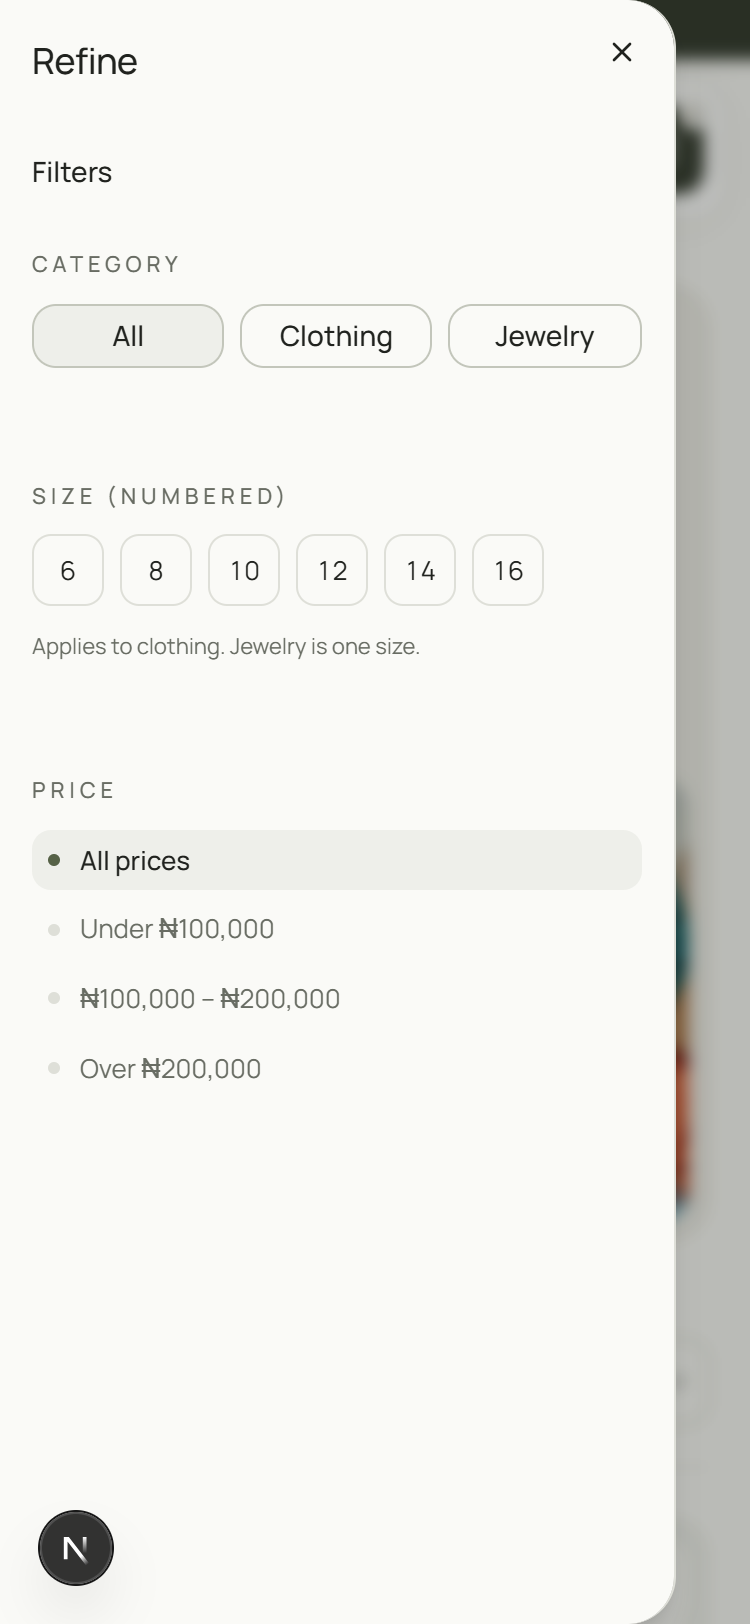 Refine
Filters
CATEGORY
All
Clothing
Jewelry
SIZE (NUMBERED)
6
8
10
12
14
16
Applies to clothing. Jewelry is one size.
PRICE
All prices
Under ₦100,000
₦100,000 – ₦200,000
Over ₦200,000
N